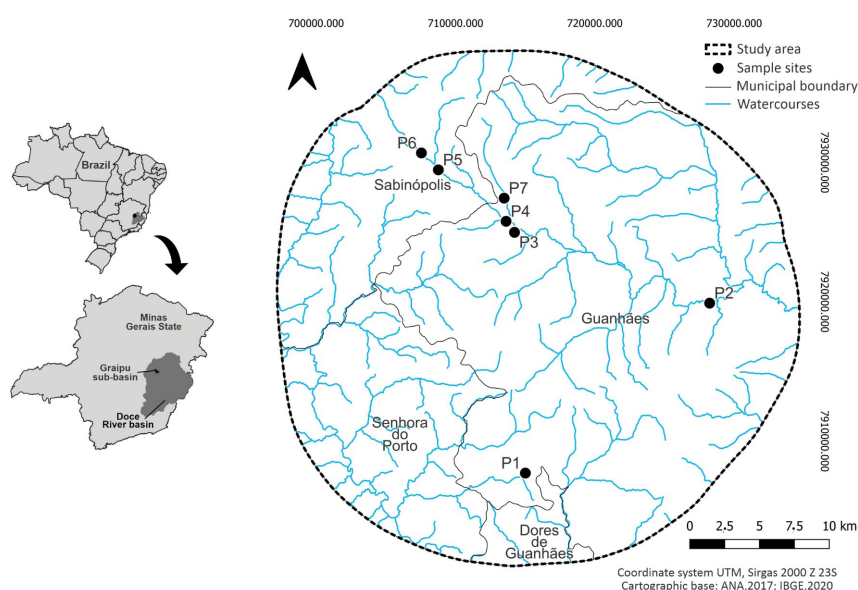 700000.000
710000.000
720000.000
730000.000
Study area
Sample sites
Municipal boundary
Watercourses
7930000.000
7920000.000
7910000.000
P6
P5
Sabinópolis
P7
P4
P3
P2
Guanhães
Senhora
do
Porto
P1
Dores
de
Guanhães
Brazil
Minas
Gerais State
Graipu
sub-basin
Doce
River basin
0 2,5 5 7,5 10 km
Coordinate system UTM, Sirgas 2000 Z 23S
Cartographic base: ANA.2017; IBGE.2020